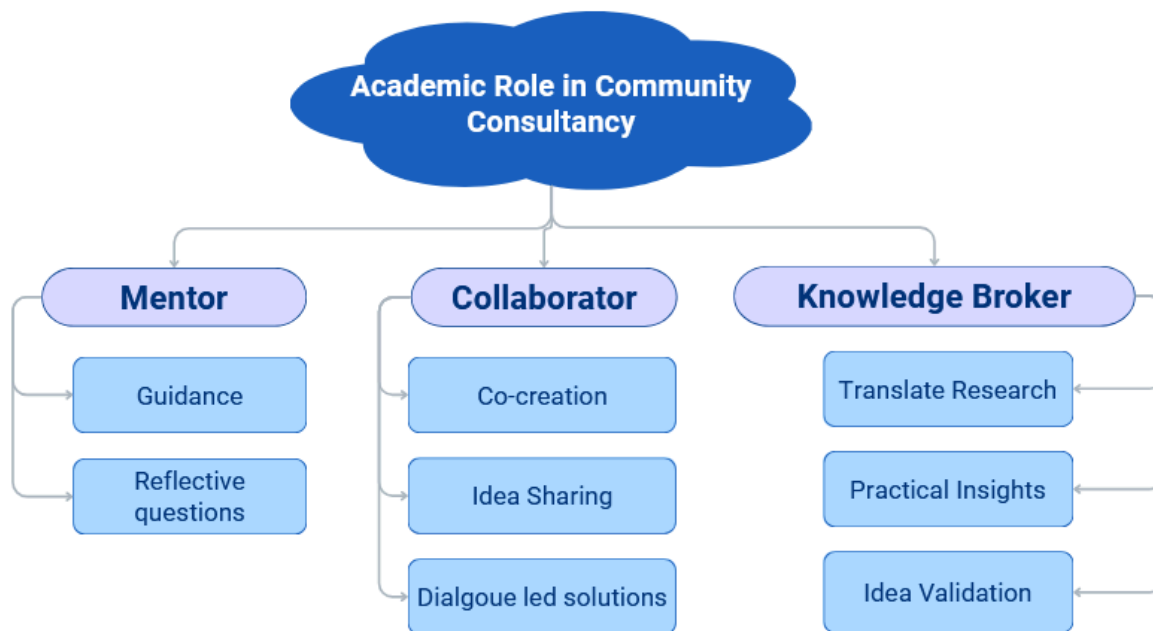 Academic Role in Community
Consultancy
Mentor
Guidance
Reflective
questions
Collaborator
Co-creation
Idea Sharing
Dialgoue led solutions
Knowledge Broker
Translate Research
Practical Insights
Idea Validation